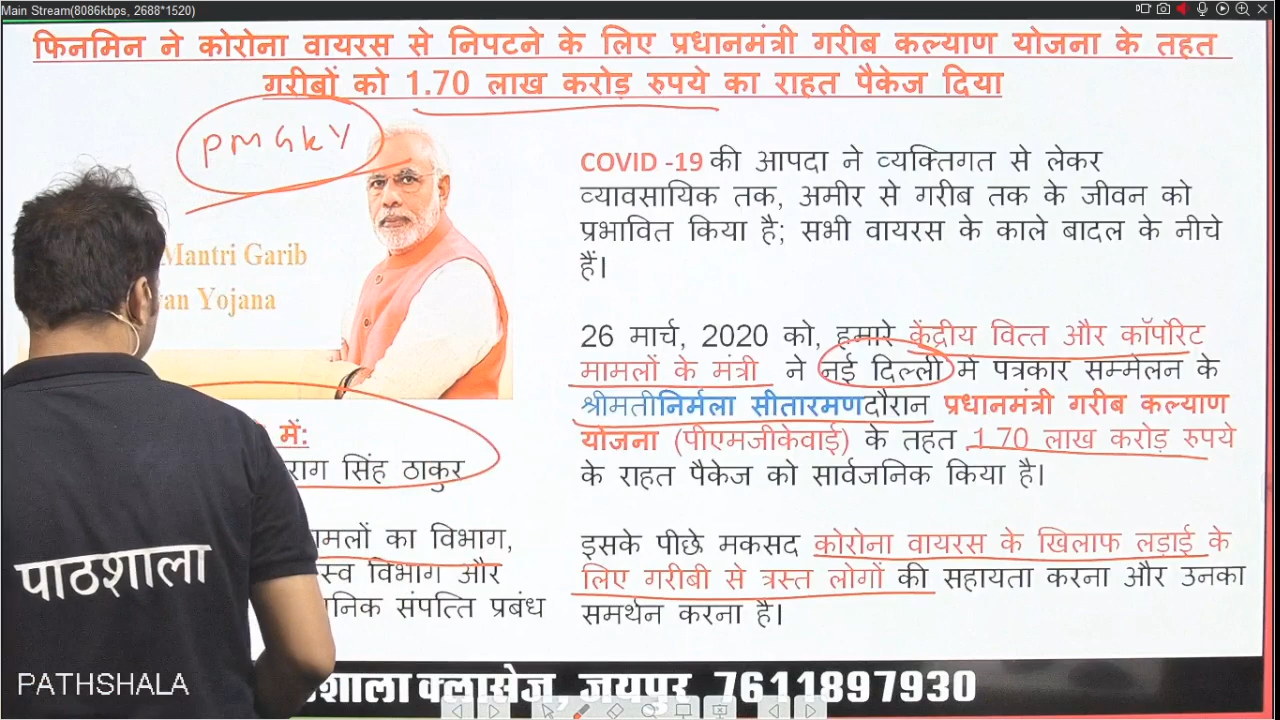 Main Stream(8086kbps, 2688*1520)
फिनमिन ने कोरोना वायरस से निपटने के लिए प्रधानमंत्री गरीब कल्याण योजना के तहत
गरीबों को 1.70 लाख करोड़ रुपये का राहत पैकेज दिया
PMGKY
Mantri Garib
Yojana
में:
सिंह ठाकुर
का विभाग,
विभाग और
संपत्ति प्रबंध
COVID -19 की आपदा ने व्यक्तिगत से लेकर
व्यावसायिक तक, अमीर से गरीब तक के जीवन को
प्रभावित किया है; सभी वायरस के काले बादल के नीचे
हैं।
26 मार्च, 2020 को, हमारे केंद्रीय वित्त और कॉर्पोरेट
मामलों के मंत्री ने नई दिल्ली में पत्रकार सम्मेलन के
श्रीमतीनिर्मला सीतारमणदौरान प्रधानमंत्री गरीब कल्याण
योजना (पीएमजीकेवाई) के तहत 1.70 लाख करोड़ रुपये
के राहत पैकेज को सार्वजनिक किया है।
इसके पीछे मकसद कोरोना वायरस के खिलाफ लड़ाई के
लिए गरीबी से त्रस्त लोगों की सहायता करना और उनका
समर्थन करना है।
पाठशाला
PATHSHALA
क्लासेज, जयपुर 7611897930